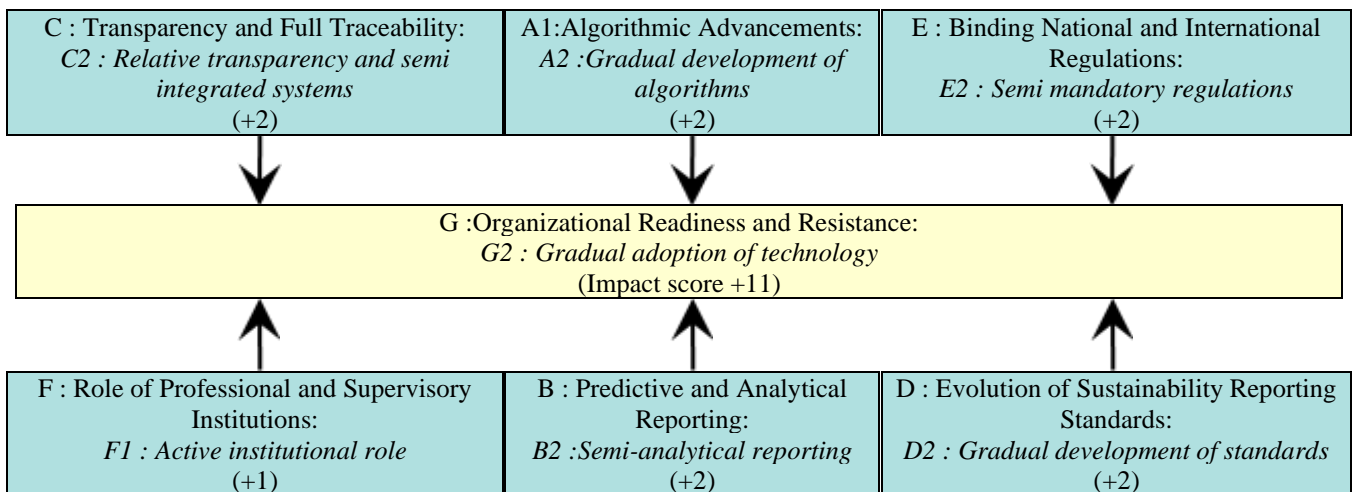 C : Transparency and Full Traceability:
C2 : Relative transparency and semi
integrated systems
(+2)
A1:Algorithmic Advancements:
A2 :Gradual development of
algorithms
(+2)
E : Binding National and International
Regulations:
E2 : Semi mandatory regulations
(+2)
G :Organizational Readiness and Resistance:
G2 : Gradual adoption of technology
(Impact score +11)
F : Role of Professional and Supervisory
Institutions:
F1 : Active institutional role
(+1)
B : Predictive and Analytical
Reporting:
B2 :Semi-analytical reporting
(+2)
D : Evolution of Sustainability Reporting
Standards:
D2 : Gradual development of standards
(+2)